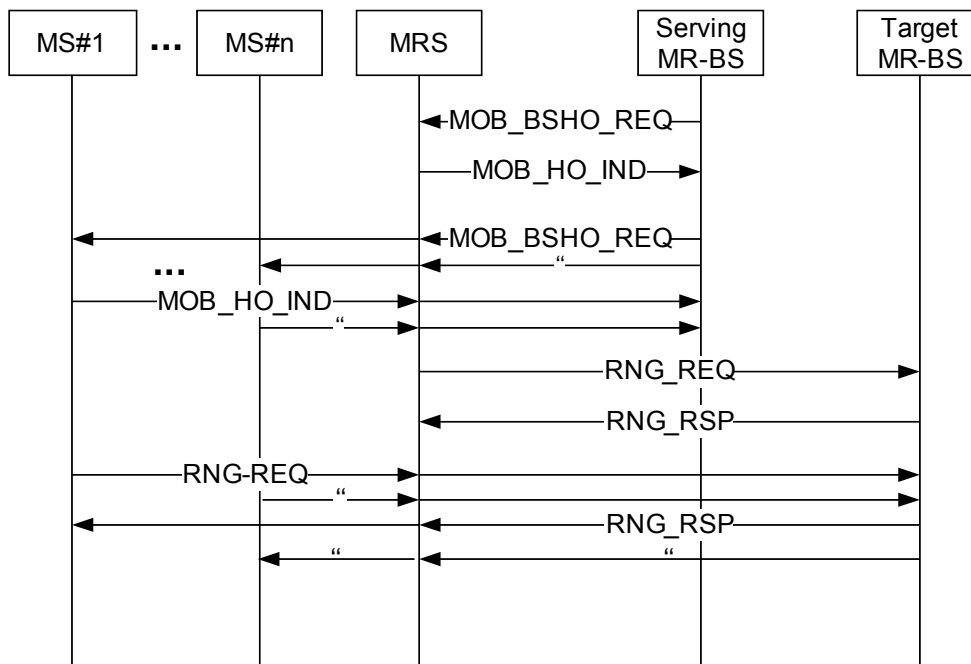 MS#1 ... MS#n MRS Serving MR-BS Target MR-BS
MOB_BSHO_REQ
MOB_HO_IND
MOB_BSHO_REQ
“
...
MOB_HO_IND
“
RNG_REQ
RNG_RSP
RNG-REQ
“
RNG_RSP
“ “